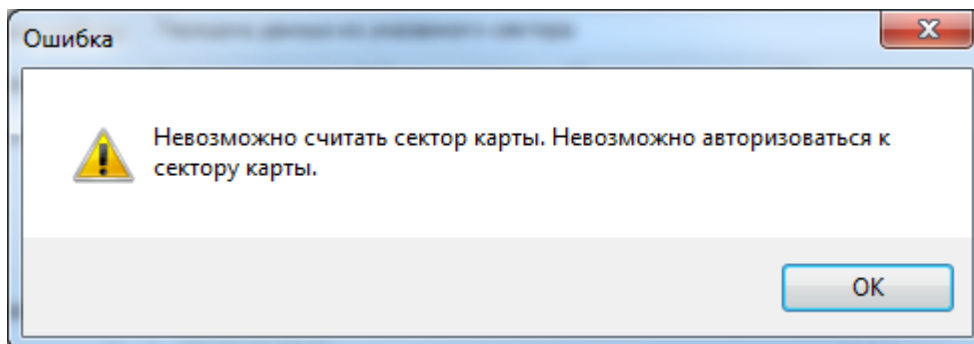 Ошибка
Невозможно считать сектор карты. Невозможно авторизоваться к
сектору карты.
OK